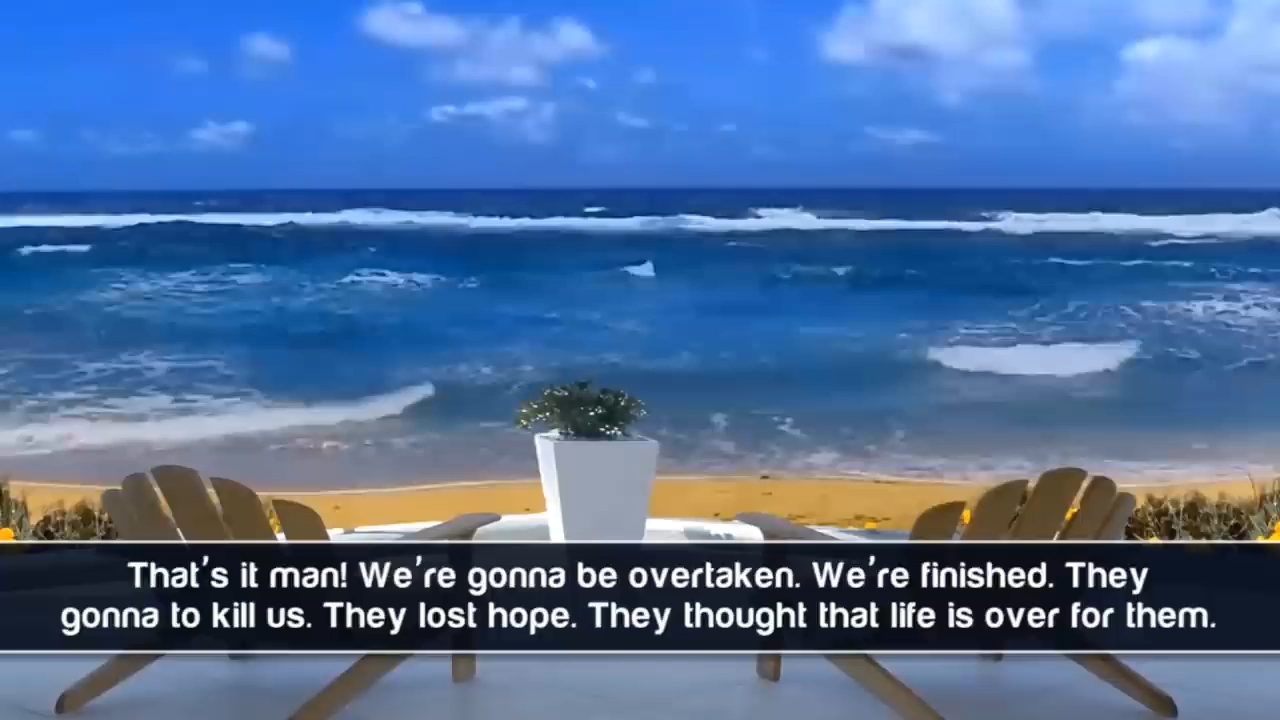 That's it man! We're gonna be overtaken. We're finished. They
gonna to kill us. They lost hope. They thought that life is over for them.